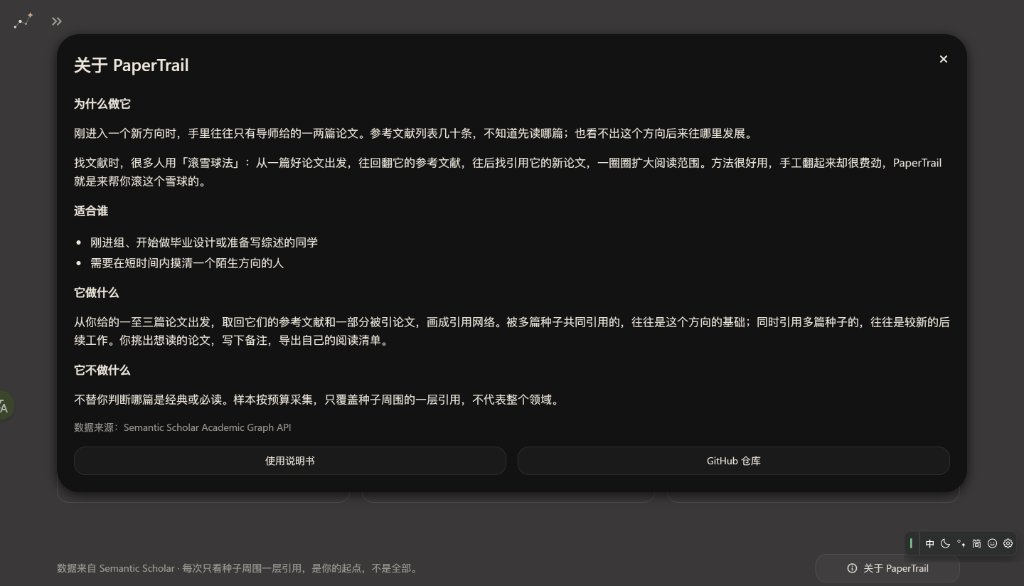 关于 PaperTrail
为什么做它
刚进入一个新方向时，手里往往只有导师给的一两篇论文。参考文献列表几十条，不知道先读哪篇；也看不出这个方向后来往哪里发展。
找文献时，很多人用「滚雪球法」：从一篇好论文出发，往回翻它的参考文献，往后找引用它的新论文，一圈圈扩大阅读范围。方法很好用，手工翻起来却很费劲，PaperTrail
就是来帮你滚这个雪球的。
适合谁
• 刚进组、开始做毕业设计或准备写综述的同学
• 需要在短时间内摸清一个陌生方向的人
它做什么
从你给的一至三篇论文出发，取回它们的参考文献和一部分被引论文，画成引用网络。被多篇种子共同引用的，往往是这个方向的基础；同时引用多篇种子的，往往是较新的后
续工作。你挑出想读的论文，写下备注，导出自己的阅读清单。
它不做什么
不替你判断哪篇是经典或必读。样本按预算采集，只覆盖种子周围的一层引用，不代表整个领域。
数据来源：Semantic Scholar Academic Graph API
使用说明书
GitHub 仓库
中 简
数据来自 Semantic Scholar · 每次只看种子周围一层引用，是你的起点，不是全部。
关于 PaperTrail